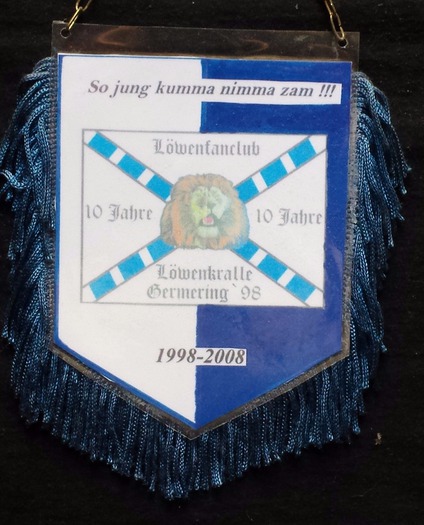 So jung kumma nimma zam !!!
Löwenfanclub
10 Jahre 10 Jahre
Löwenkralle
Germering`98
1998-2008